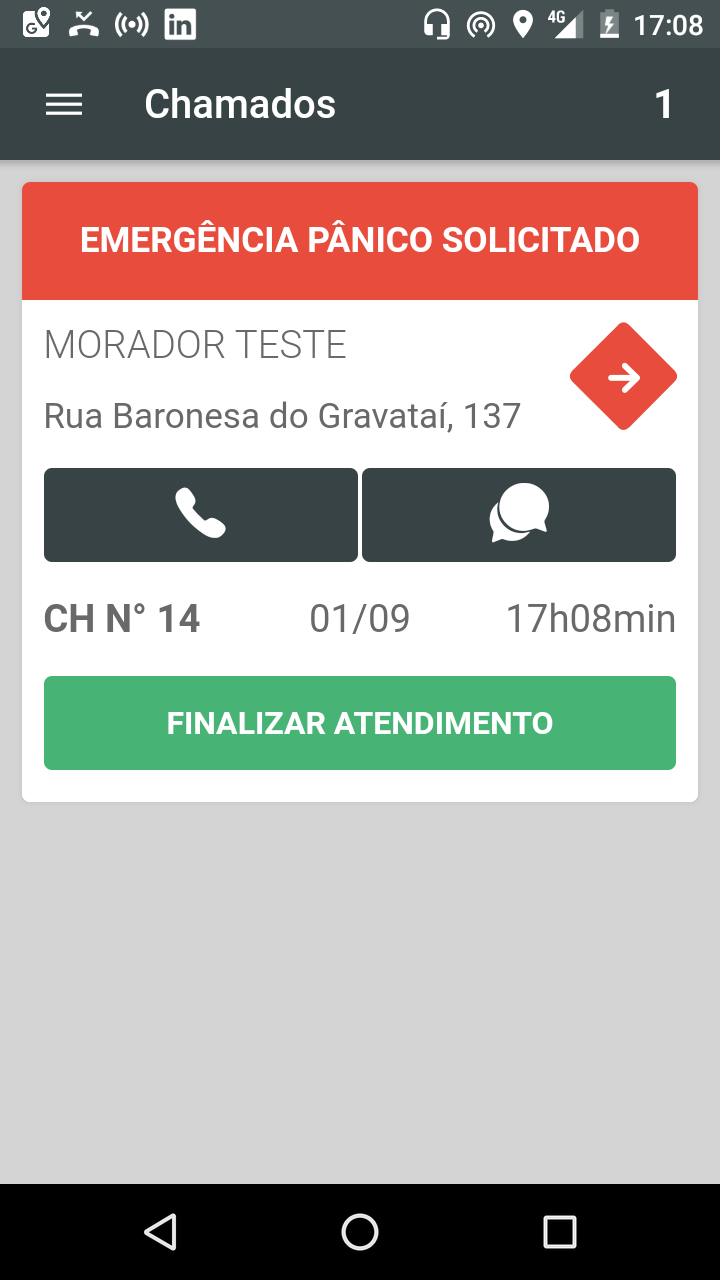 4G 17:08
Chamados 1
EMERGÊNCIA PÂNICO SOLICITADO
MORADOR TESTE
Rua Baronesa do Gravataí, 137
CH N° 14 01/09 17h08min
FINALIZAR ATENDIMENTO